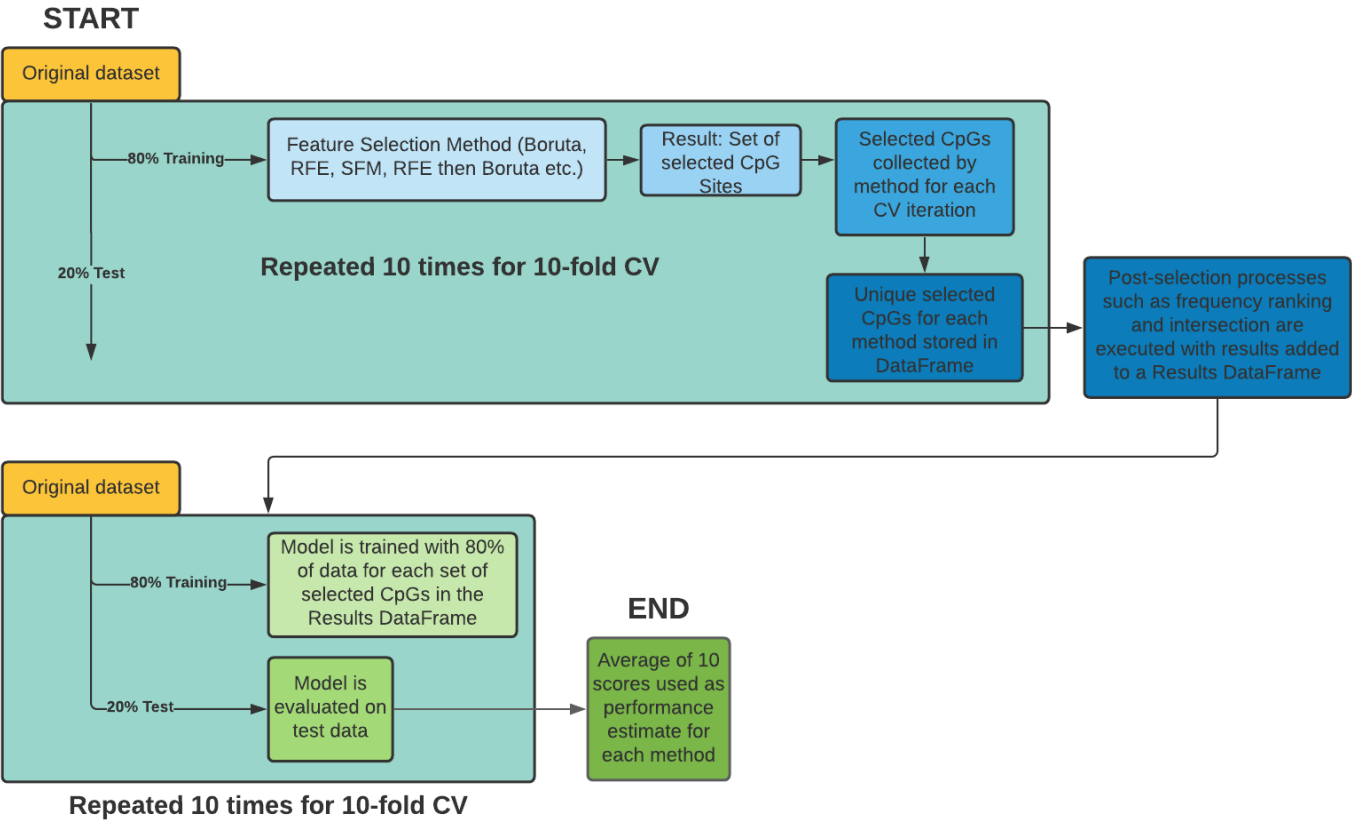 START
Original dataset
80% Training
Feature Selection Method (Boruta,
RFE, SFM, RFE then Boruta etc.)
Result: Set of
selected CpG
Sites
Selected CpGs
collected by
method for each
CV iteration
20% Test
Repeated 10 times for 10-fold CV
Unique selected
CpGs for each
method stored in
DataFrame
Post-selection processes
such as frequency ranking
and intersection are
executed with results added
to a Results DataFrame
Original dataset
80% Training
Model is trained with 80%
of data for each set of
selected CpGs in the
Results DataFrame
20% Test
Model is
evaluated on
test data
END
Average of 10
scores used as
performance
estimate for
each method
Repeated 10 times for 10-fold CV